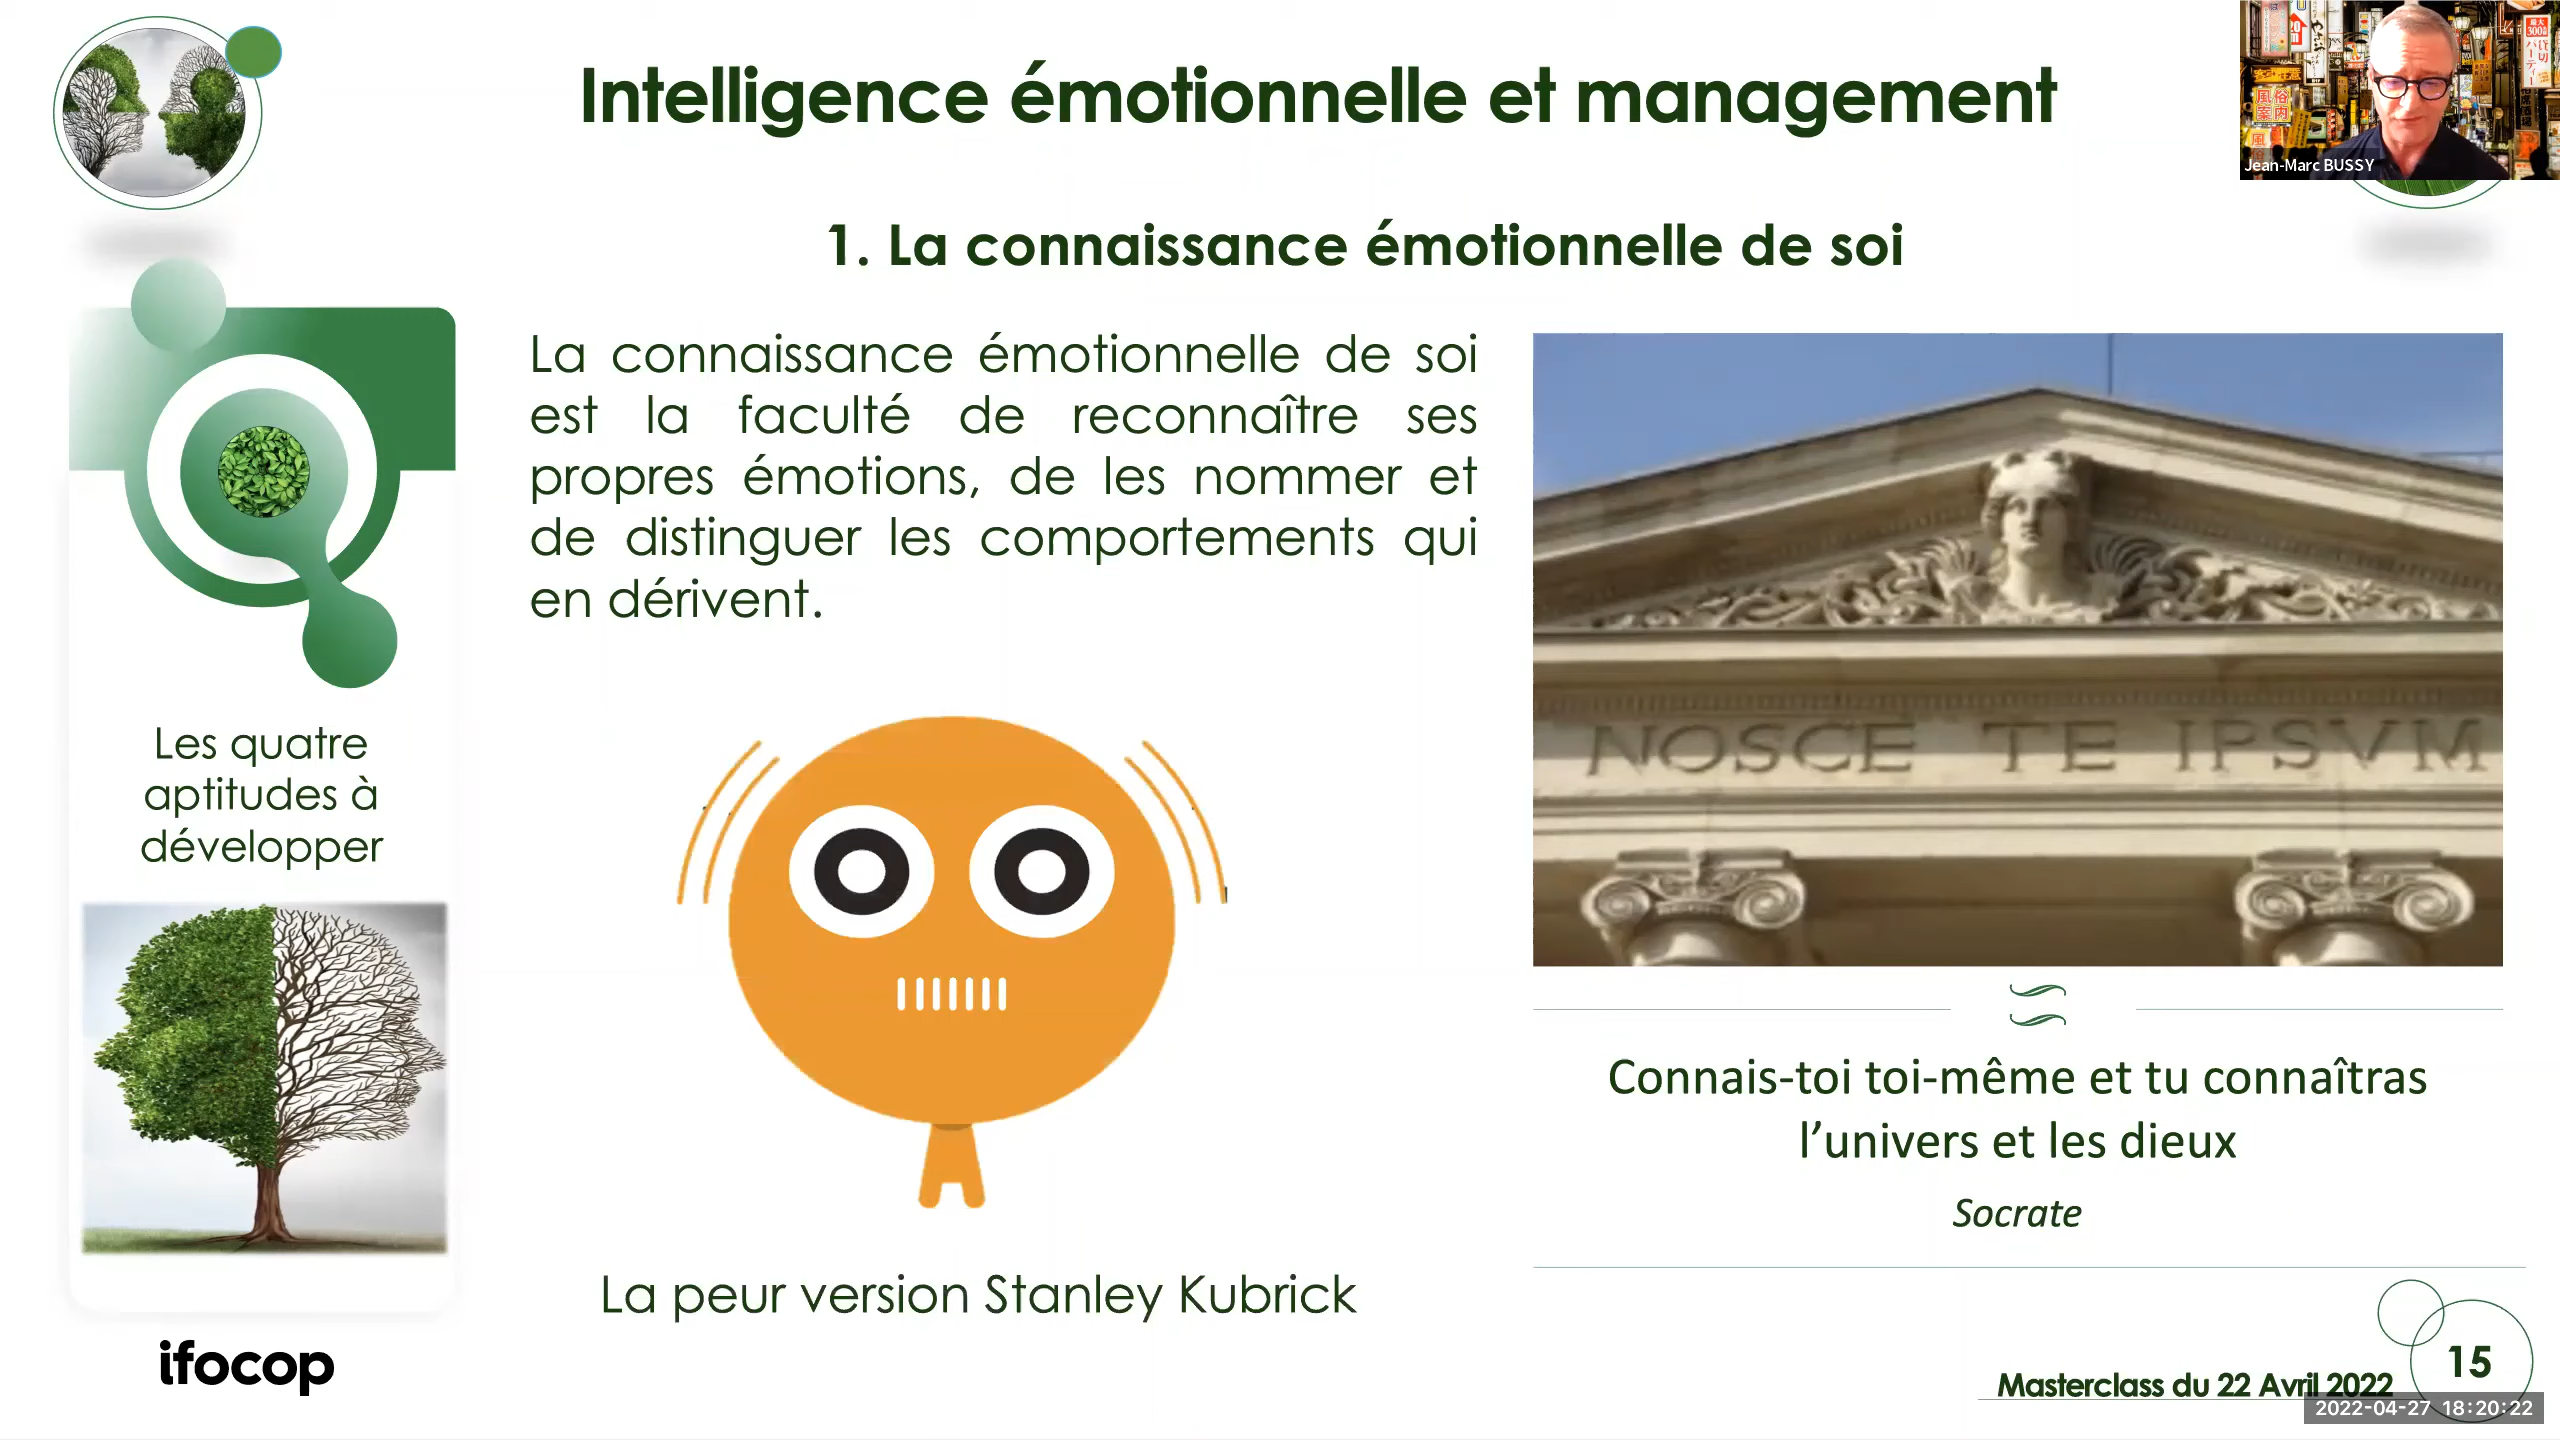 Intelligence émotionnelle et management
Jean-Marc BUSSY
1. La connaissance émotionnelle de soi
La connaissance émotionnelle de soi
est la faculté de reconnaître ses
propres émotions, de les nommer et
de distinguer les comportements qui
en dérivent.
Les quatre
aptitudes à
développer
NOSCE TE IPSVM
Connais-toi toi-même et tu connaîtras
l’univers et les dieux
Socrate
La peur version Stanley Kubrick
ifocop
Masterclass du 22 Avril 2022
15
2022-04-27 18:20:22